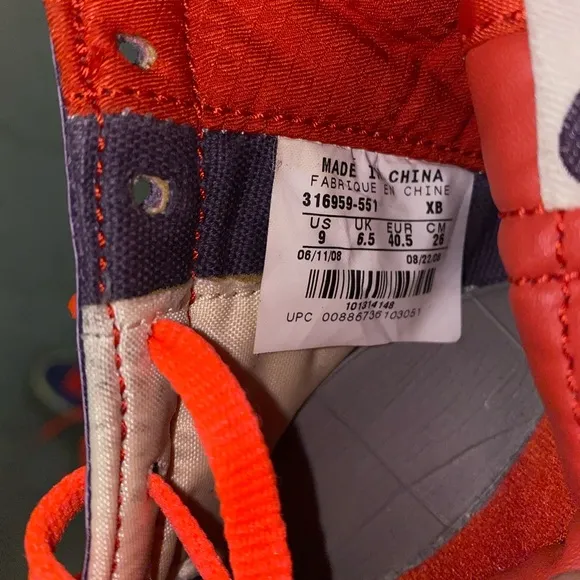 MADE IN CHINA
FABRIQUE EN CHINE
316959-551 XB
US UK EUR CM
9 6.5 40.5 26
06/11/08 08/22/08
101314148
UPC 00886736103081